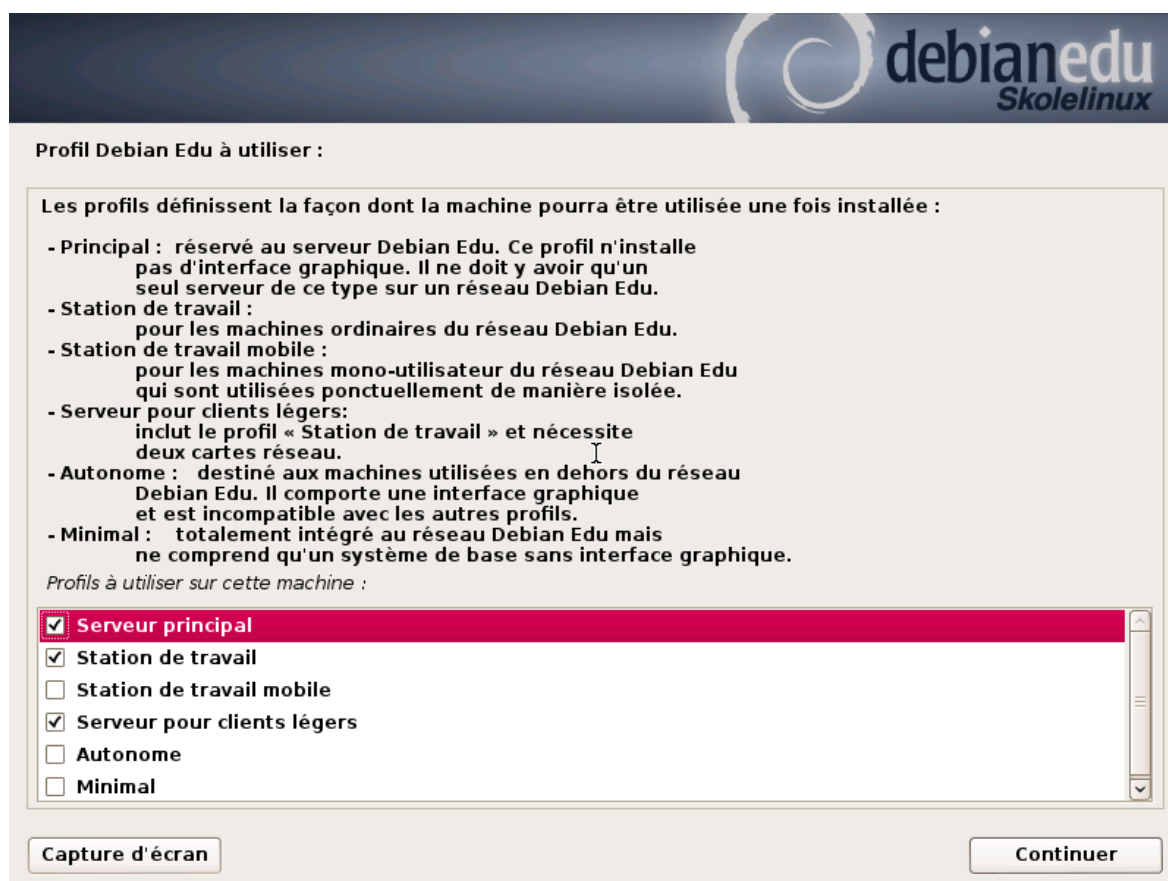 debianedu
Skolelinux
Profil Debian Edu à utiliser :
Les profils définissent la façon dont la machine pourra être utilisée une fois installée :
- Principal : réservé au serveur Debian Edu. Ce profil n'installe
pas d'interface graphique. Il ne doit y avoir qu'un
seul serveur de ce type sur un réseau Debian Edu.
- Station de travail :
pour les machines ordinaires du réseau Debian Edu.
- Station de travail mobile :
pour les machines mono-utilisateur du réseau Debian Edu
qui sont utilisées ponctuellement de manière isolée.
- Serveur pour clients légers:
inclut le profil « Station de travail » et nécessite
deux cartes réseau.
- Autonome : destiné aux machines utilisées en dehors du réseau
Debian Edu. Il comporte une interface graphique
et est incompatible avec les autres profils.
- Minimal : totalement intégré au réseau Debian Edu mais
ne comprend qu'un système de base sans interface graphique.
Profils à utiliser sur cette machine :
Serveur principal
Station de travail
Station de travail mobile
Serveur pour clients légers
Autonome
Minimal
Capture d'écran
Continuer